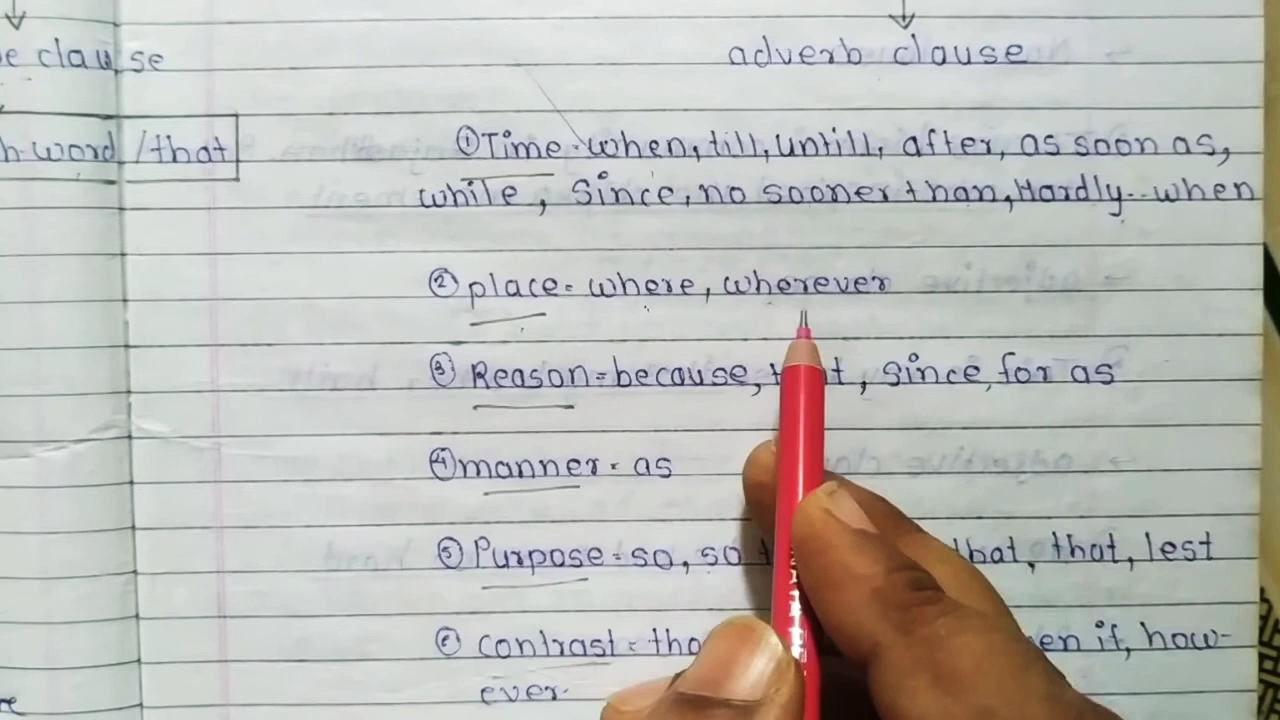 e clause
adverb clause
h-word/that
① Time - when, till, untill, after, as soon as,
while, Since, no sooner than, Hardly..when
② place = where, wherever
③ Reason = because, since, for as
④ manner = as
⑤ Purpose = so, so that, that, lest
⑥ contrast = if, how-
ever.